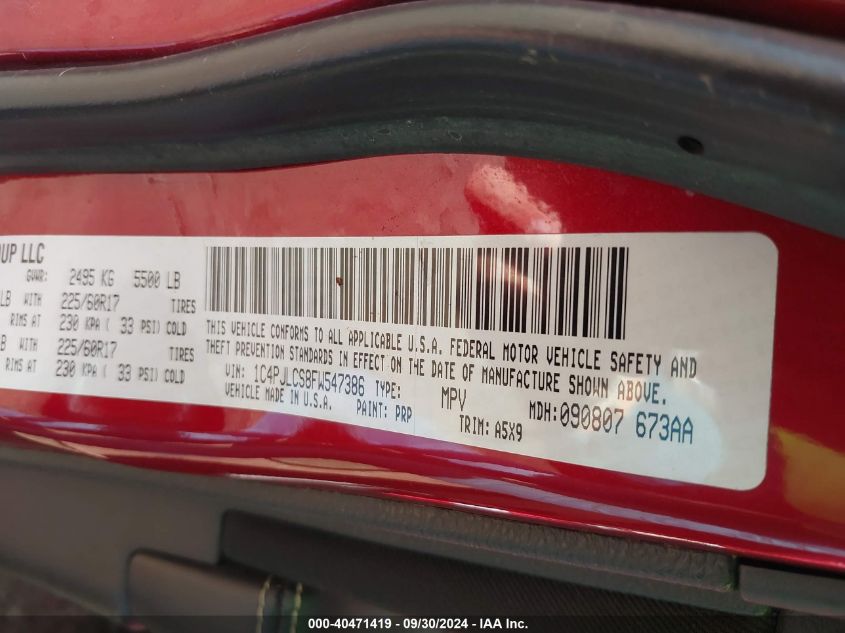 UP LLC
GVWR: 2495 KG 5500 LB
LB WITH 225/60R17 TIRES
RIMS AT 230 KPA ( 33 PSI) COLD
LB WITH 225/60R17 TIRES
RIMS AT 230 KPA ( 33 PSI) COLD
THIS VEHICLE CONFORMS TO ALL APPLICABLE U.S.A. FEDERAL MOTOR VEHICLE SAFETY AND
THEFT PREVENTION STANDARDS IN EFFECT ON THE DATE OF MANUFACTURE SHOWN ABOVE.
VIN: 1C4PJLCS8FW547386 TYPE: MPV MDH:090807 673AA
VEHICLE MADE IN U.S.A. PAINT: PRP TRIM: A5X9
000-40471419 - 09/30/2024 - IAA Inc.